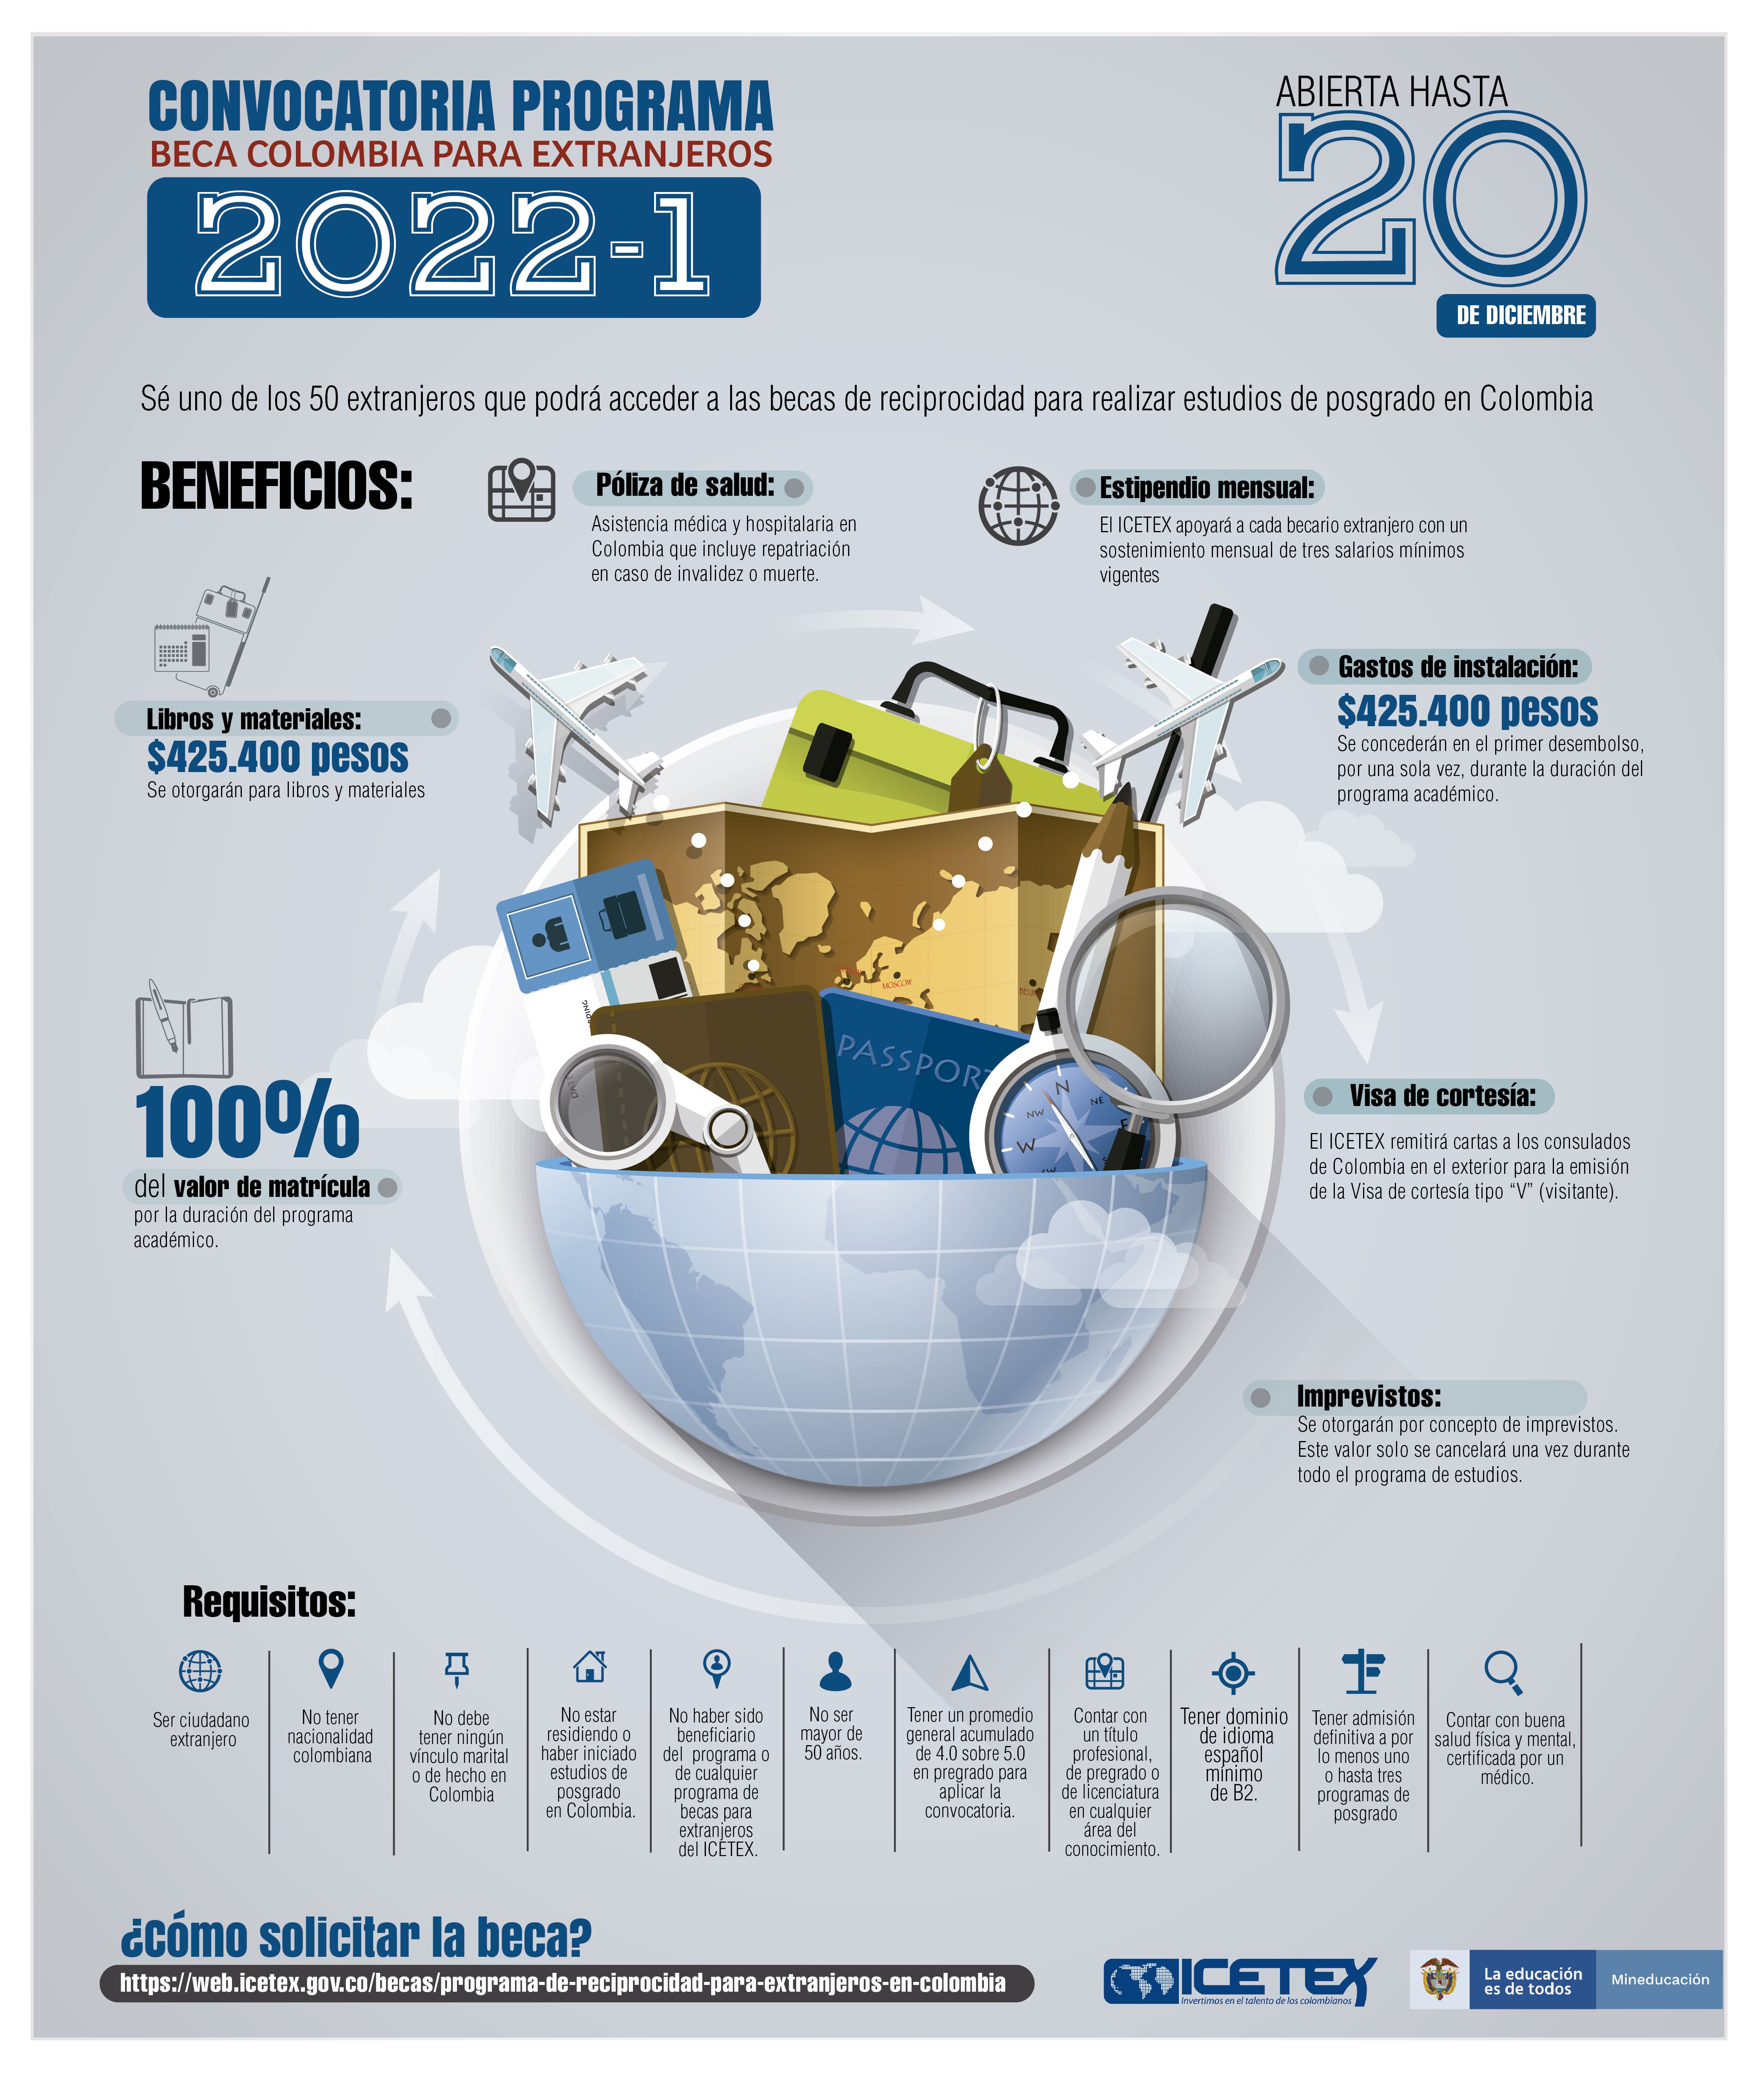 CONVOCATORIA PROGRAMA
BECA COLOMBIA PARA EXTRANJEROS
2022-1
ABIERTA HASTA
20
DE DICIEMBRE
Sé uno de los 50 extranjeros que podrá acceder a las becas de reciprocidad para realizar estudios de posgrado en Colombia
BENEFICIOS:
Póliza de salud:
Asistencia médica y hospitalaria en
Colombia que incluye repatriación
en caso de invalidez o muerte.
Estipendio mensual:
El ICETEX apoyará a cada becario extranjero con un
sostenimiento mensual de tres salarios mínimos
vigentes
Libros y materiales:
$425.400 pesos
Se otorgarán para libros y materiales
Gastos de instalación:
$425.400 pesos
Se concederán en el primer desembolso,
por una sola vez, durante la duración del
programa académico.
MOSCOW
PASSPORT
N
NE
NW
W
E
SW
S
DATE
100%
del valor de matrícula
por la duración del programa
académico.
Visa de cortesía:
El ICETEX remitirá cartas a los consulados
de Colombia en el exterior para la emisión
de la Visa de cortesía tipo “V” (visitante).
Imprevistos:
Se otorgarán por concepto de imprevistos.
Este valor solo se cancelará una vez durante
todo el programa de estudios.
Requisitos:
Ser ciudadano
extranjero
No tener
nacionalidad
colombiana
No debe
tener ningún
vínculo marital
o de hecho en
Colombia
No estar
residiendo o
haber iniciado
estudios de
posgrado
en Colombia.
No haber sido
beneficiario
del programa o
de cualquier
programa de
becas para
extranjeros
del ICETEX.
No ser
mayor de
50 años.
Tener un promedio
general acumulado
de 4.0 sobre 5.0
en pregrado para
aplicar la
convocatoria.
Contar con
un título
profesional,
de pregrado o
de licenciatura
en cualquier
área del
conocimiento.
Tener dominio
de idioma
español
mínimo
de B2.
Tener admisión
definitiva a por
lo menos uno
o hasta tres
programas de
posgrado
Contar con buena
salud física y mental,
certificada por un
médico.
¿Cómo solicitar la beca?
https://web.icetex.gov.co/becas/programa-de-reciprocidad-para-extranjeros-en-colombia
ICETEX
Invertimos en el talento de los colombianos
La educación
es de todos
Mineducación